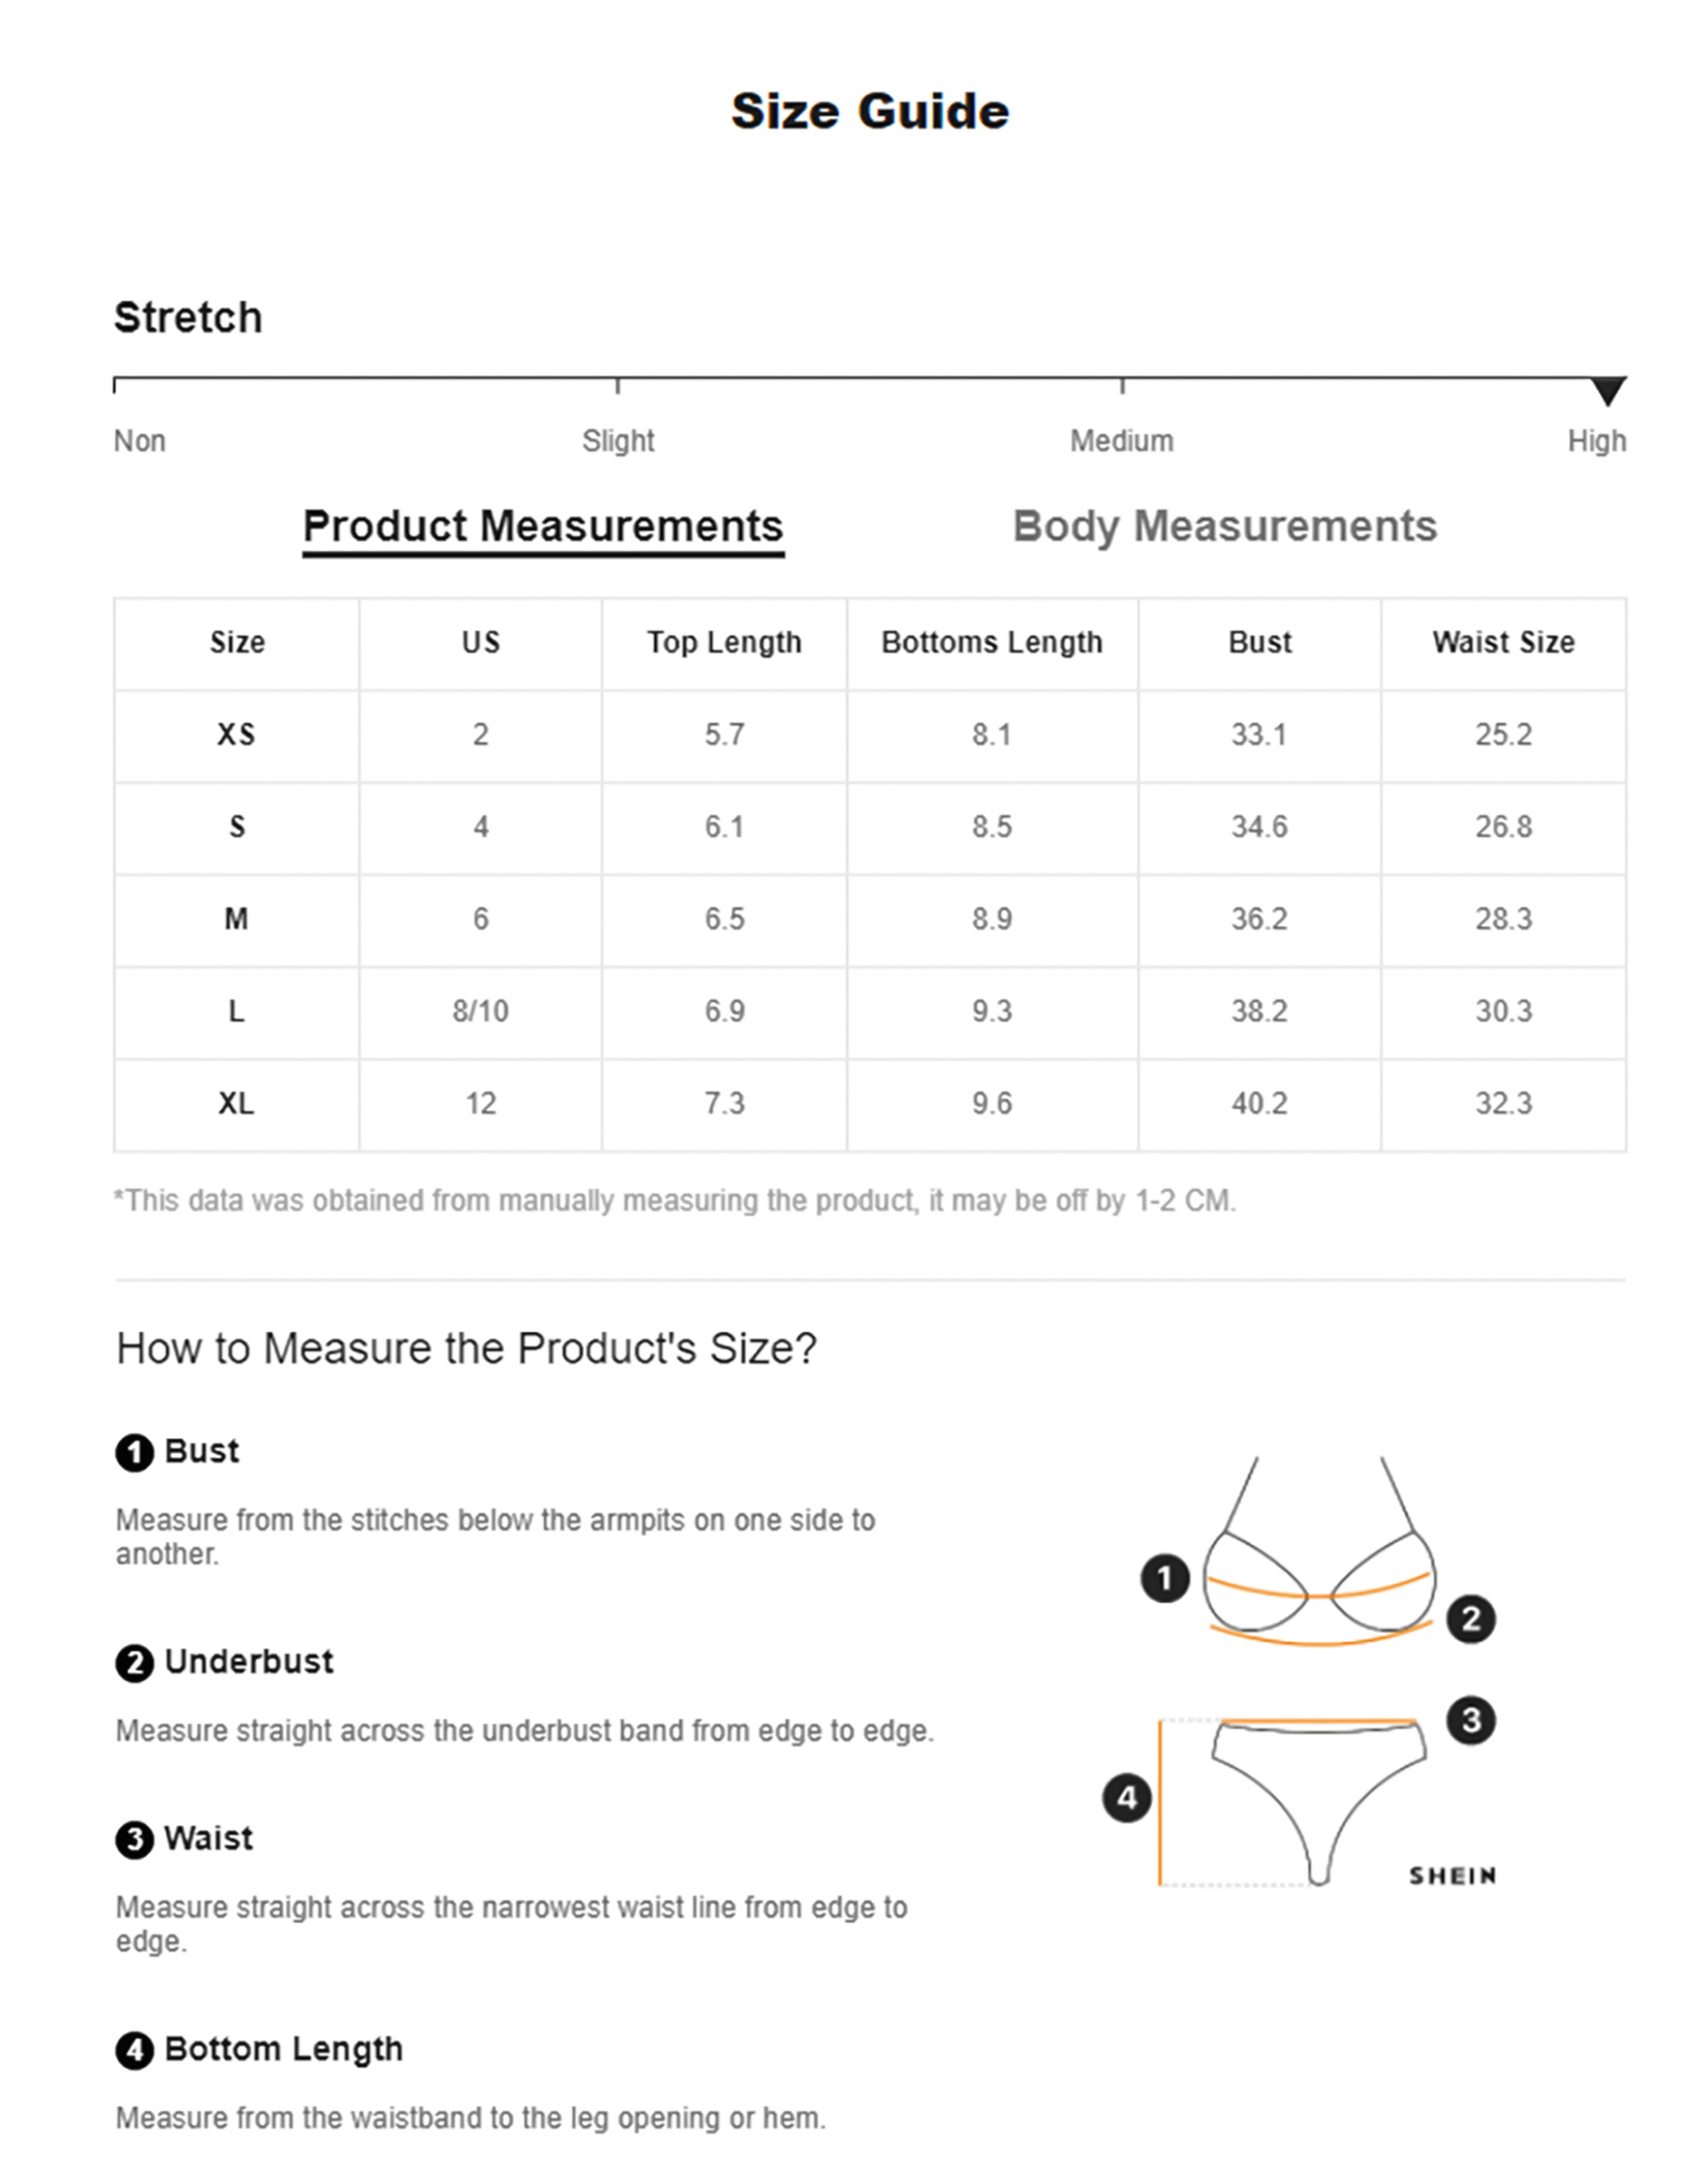 Size Guide
Stretch
Non Slight Medium High
Product Measurements Body Measurements
Size US Top Length Bottoms Length Bust Waist Size
XS 2 5.7 8.1 33.1 25.2
S 4 6.1 8.5 34.6 26.8
M 6 6.5 8.9 36.2 28.3
L 8/10 6.9 9.3 38.2 30.3
XL 12 7.3 9.6 40.2 32.3
*This data was obtained from manually measuring the product, it may be off by 1-2 CM.
How to Measure the Product's Size?
1 Bust
Measure from the stitches below the armpits on one side to
another.
2 Underbust
Measure straight across the underbust band from edge to edge.
3 Waist
Measure straight across the narrowest waist line from edge to
edge.
4 Bottom Length
Measure from the waistband to the leg opening or hem.
1
2
3
4
SHEIN